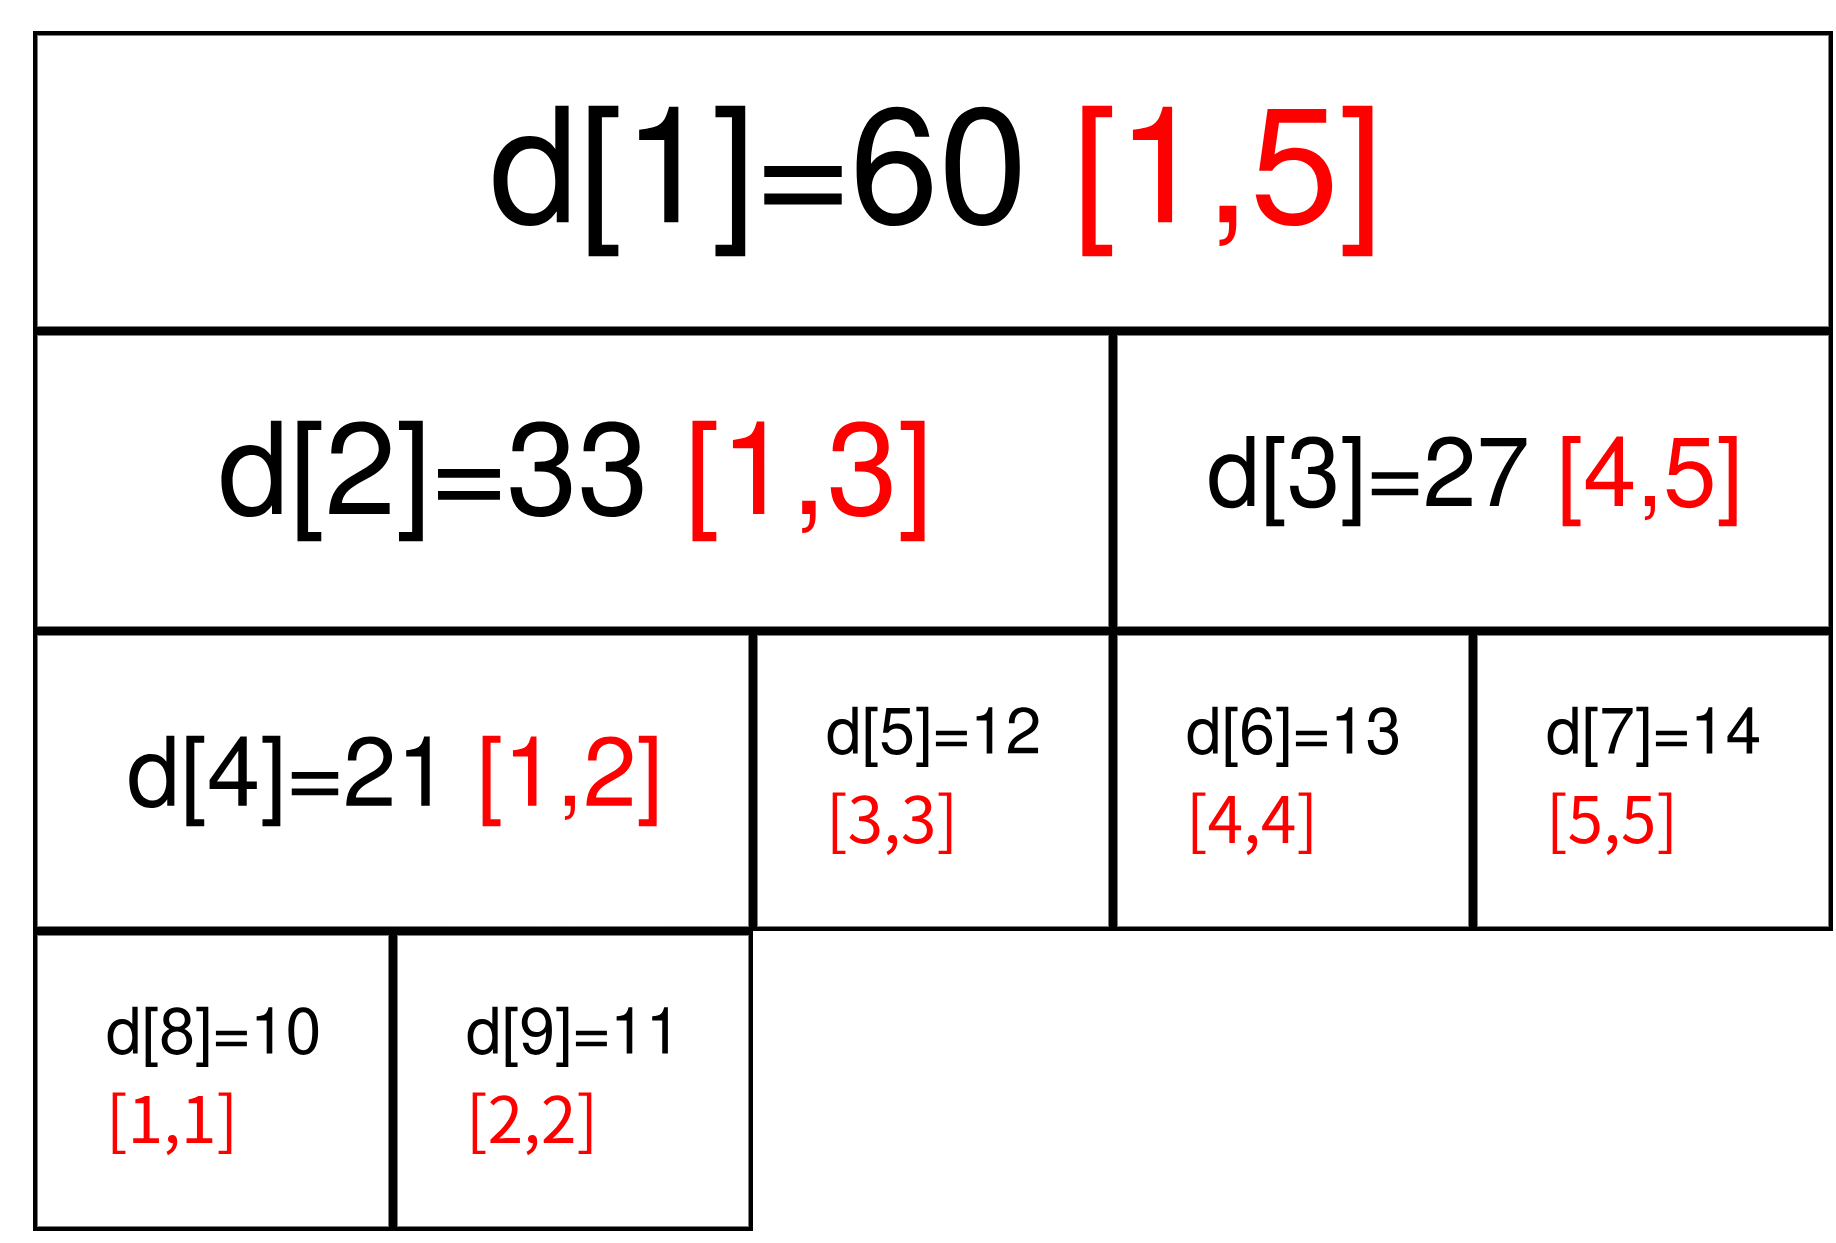 d[1]=60 [1,5]
d[2]=33 [1,3]
d[3]=27 [4,5]
d[4]=21 [1,2]
d[5]=12
[3,3]
d[6]=13
[4,4]
d[7]=14
[5,5]
d[8]=10
[1,1]
d[9]=11
[2,2]